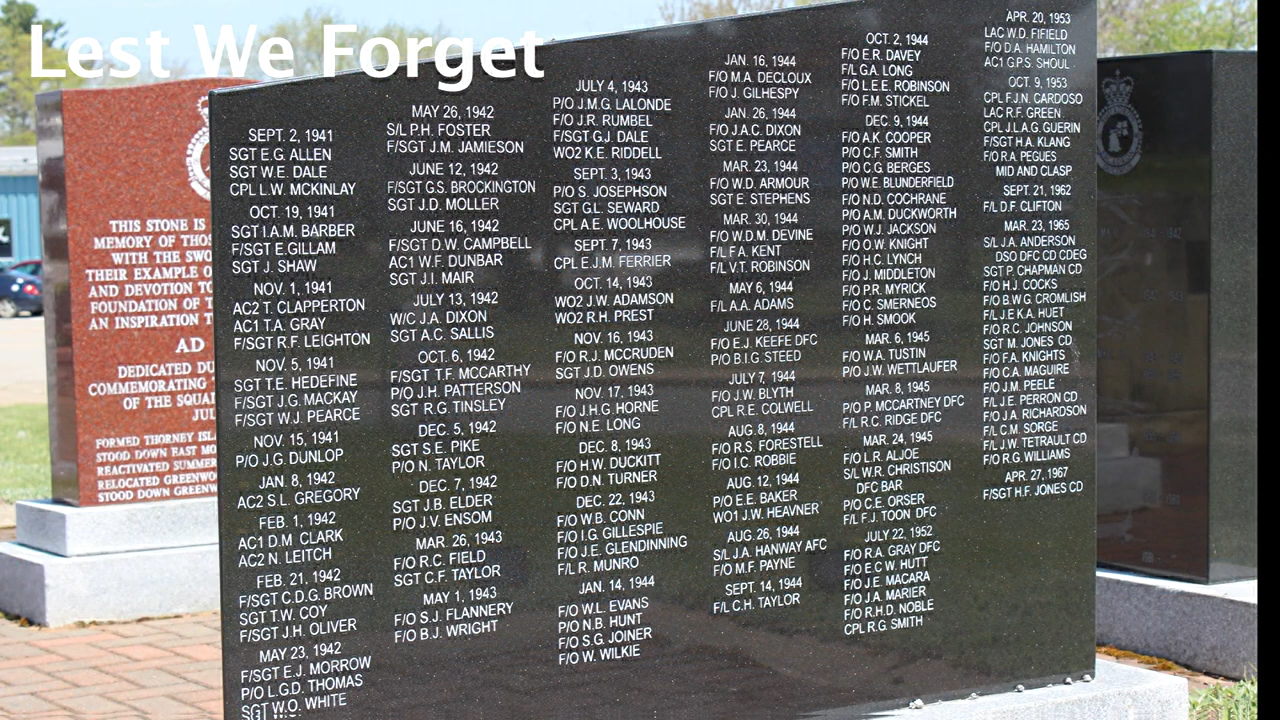 Lest We Forget
THIS STONE IS
MEMORY OF THOS
WITH THE SWO
THEIR EXAMPLE O
AND DEVOTION TO
FOUNDATION OF T
AN INSPIRATION T
AD
DEDICATED DU
COMMEMORATING
OF THE SQUA
JUL
FORMED THORNEY ISLA
STOOD DOWN EAST MO
REACTIVATED SUMMER
RELOCATED GREENWO
STOOD DOWN GREENW
SEPT. 2, 1941
SGT E.G. ALLEN
SGT W.E. DALE
CPL L.W. MCKINLAY
OCT. 19, 1941
SGT I.A.M. BARBER
F/SGT E.GILLAM
SGT J. SHAW
NOV. 1, 1941
AC2 T. CLAPPERTON
AC1 T.A. GRAY
F/SGT R.F. LEIGHTON
NOV. 5, 1941
SGT T.E. HEDEFINE
F/SGT J.G. MACKAY
F/SGT W.J. PEARCE
NOV. 15, 1941
P/O J.G. DUNLOP
JAN. 8, 1942
AC2 S.L. GREGORY
FEB. 1, 1942
AC1 D.M CLARK
AC2 N. LEITCH
FEB. 21, 1942
F/SGT C.D.G. BROWN
SGT T.W. COY
F/SGT J.H. OLIVER
MAY 23, 1942
F/SGT E.J. MORROW
P/O L.G.D. THOMAS
SGT W.O. WHITE
MAY 26, 1942
S/L P.H. FOSTER
F/SGT J.M. JAMIESON
JUNE 12, 1942
F/SGT G.S. BROCKINGTON
SGT J.D. MOLLER
JUNE 16, 1942
F/SGT D.W. CAMPBELL
AC1 W.F. DUNBAR
SGT J.I. MAIR
JULY 13, 1942
W/C J.A. DIXON
SGT A.C. SALLIS
OCT. 6, 1942
F/SGT T.F. MCCARTHY
P/O J.H. PATTERSON
SGT R.G. TINSLEY
DEC. 5, 1942
SGT S.E. PIKE
P/O N. TAYLOR
DEC. 7, 1942
SGT J.B. ELDER
P/O J.V. ENSOM
MAR. 26, 1943
F/O R.C. FIELD
SGT C.F. TAYLOR
MAY 1, 1943
F/O S.J. FLANNERY
F/O B.J. WRIGHT
JULY 4, 1943
P/O J.M.G. LALONDE
F/O J.R. RUMBEL
F/SGT G.J. DALE
WO2 K.E. RIDDELL
SEPT. 3, 1943
P/O S. JOSEPHSON
SGT G.L. SEWARD
CPL A.E. WOOLHOUSE
SEPT. 7, 1943
CPL E.J.M. FERRIER
OCT. 14, 1943
WO2 J.W. ADAMSON
WO2 R.H. PREST
NOV. 16, 1943
F/O R.J. MCCRUDEN
SGT J.D. OWENS
NOV. 17, 1943
F/O J.H.G. HORNE
F/O N.E. LONG
DEC. 8, 1943
F/O H.W. DUCKITT
F/O D.N. TURNER
DEC. 22, 1943
F/O W.B. CONN
F/O I.G. GILLESPIE
F/O J.E. GLENDINNING
F/L R. MUNRO
JAN. 14, 1944
F/O W.L. EVANS
P/O N.B. HUNT
F/O S.G. JOINER
F/O W. WILKIE
JAN. 16, 1944
F/O M.A. DECLOUX
F/O J. GILHESPY
JAN. 26, 1944
F/O J.A.C. DIXON
SGT E. PEARCE
MAR. 23, 1944
F/O W.D. ARMOUR
SGT E. STEPHENS
MAR. 30, 1944
F/O W.D.M. DEVINE
F/L F.A. KENT
F/L V.T. ROBINSON
MAY 6, 1944
F/L A.A. ADAMS
JUNE 28, 1944
F/O E.J. KEEFE DFC
P/O B.I.G. STEED
JULY 7, 1944
F/O J.W. BLYTH
CPL R.E. COLWELL
AUG. 8, 1944
F/O R.S. FORESTELL
F/O I.C. ROBBIE
AUG. 12, 1944
P/O E.E. BAKER
WO1 J.W. HEAVNER
AUG. 26, 1944
S/L J.A. HANWAY AFC
F/O M.F. PAYNE
SEPT. 14, 1944
F/L C.H. TAYLOR
OCT. 2, 1944
F/O E.R. DAVEY
F/L G.A. LONG
F/O L.E.E. ROBINSON
F/O F.M. STICKEL
DEC. 9, 1944
F/O A.K. COOPER
P/O C.F. SMITH
P/O C.G. BERGES
P/O W.E. BLUNDERFIELD
F/O N.D. COCHRANE
P/O A.M. DUCKWORTH
P/O W.J. JACKSON
F/O O.W. KNIGHT
F/O H.C. LYNCH
F/O J. MIDDLETON
F/O P.R. MYRICK
F/O C. SMERNEOS
F/O H. SMOOK
MAR. 6, 1945
F/O W.A. TUSTIN
P/O J.W. WETTLAUFER
MAR. 8, 1945
P/O P. MCCARTNEY DFC
F/L R.C. RIDGE DFC
MAR. 24, 1945
F/O L.R. ALJOE
S/L W.R. CHRISTISON
DFC BAR
P/O C.E. ORSER
F/L F.J. TOON DFC
JULY 22, 1952
F/O R.A. GRAY DFC
F/O E.C.W. HUTT
F/O J.E. MACARA
F/O J.A. MARIER
F/O R.H.D. NOBLE
CPL R.G. SMITH
APR. 20, 1953
LAC W.D. FIFIELD
F/O D.A. HAMILTON
AC1 G.P.S. SHOUL
OCT. 9, 1953
CPL F.J.N. CARDOSO
LAC R.F. GREEN
CPL J.L.A.G. GUERIN
F/SGT H.A. KLANG
F/O R.A. PEGUES
MID AND CLASP
SEPT. 21, 1962
F/L D.F. CLIFTON
MAR. 23, 1965
S/L J.A. ANDERSON
DSO DFC CD CDEG
SGT P. CHAPMAN CD
F/O H.J. COCKS
F/O B.W.G. CROMLISH
F/L J.E.K.A. HUET
F/O R.C. JOHNSON
SGT M. JONES CD
F/O F.A. KNIGHTS
F/O C.A. MAGUIRE
F/O J.M. PEELE
F/L J.E. PERRON CD
F/O J.A. RICHARDSON
F/L C.M. SORGE
F/L J.W. TETRAULT CD
F/O R.G. WILLIAMS
APR. 27, 1967
F/SGT H.F. JONES CD